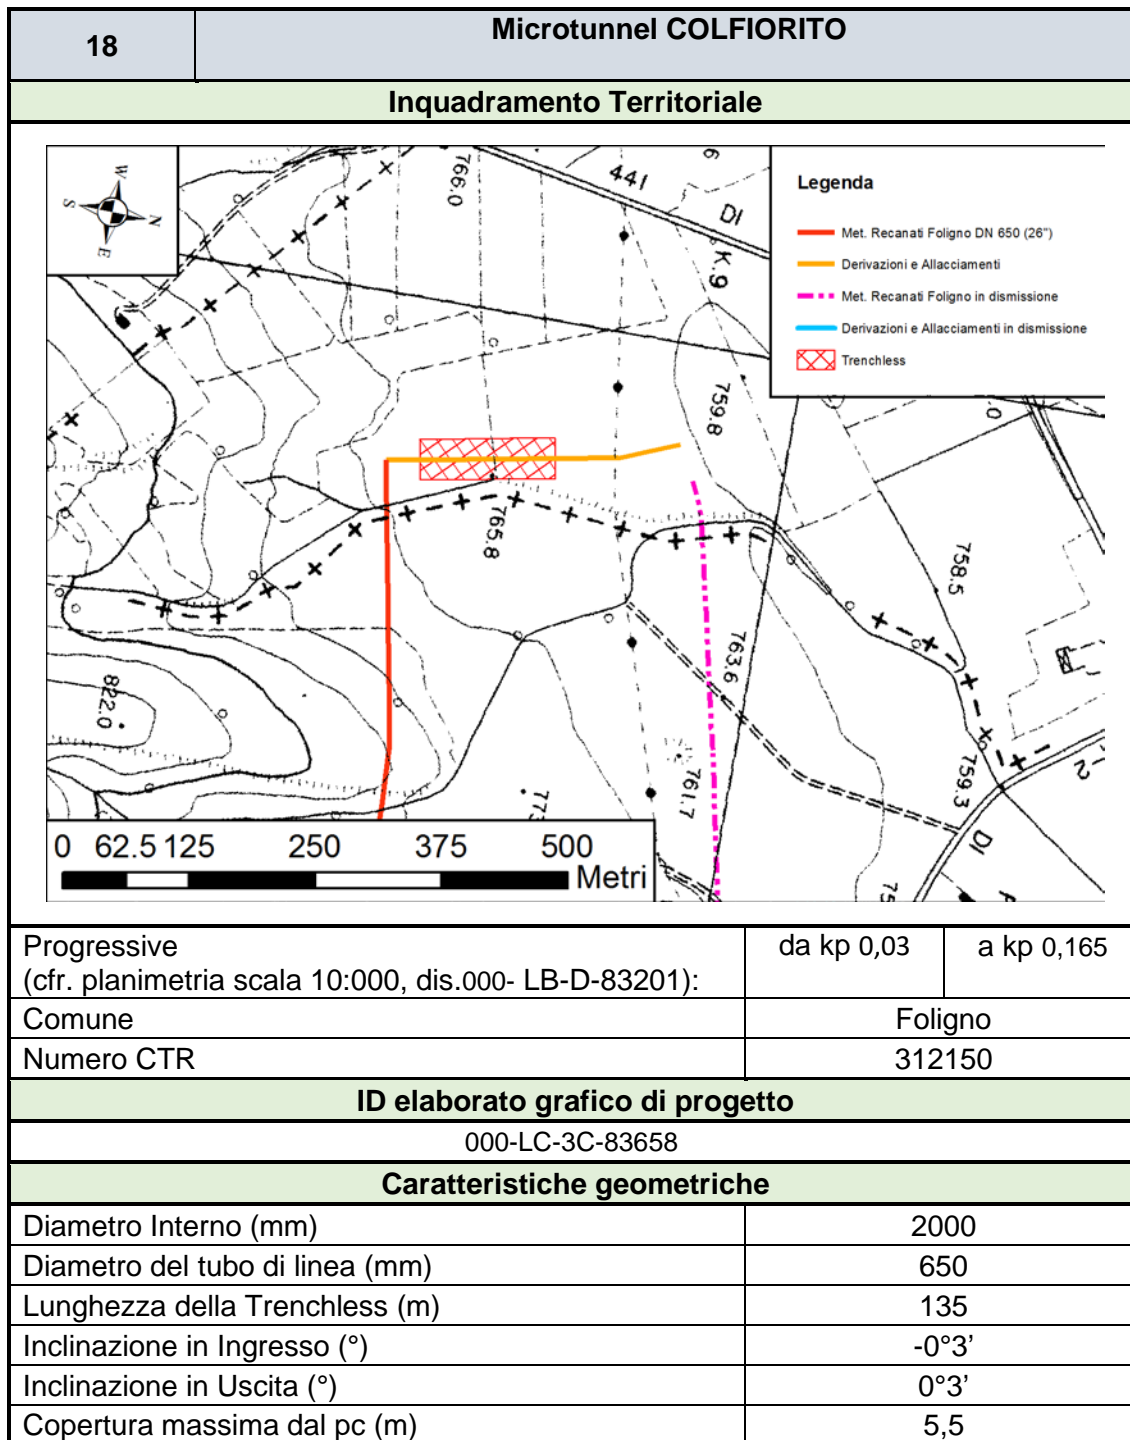 18
Microtunnel COLFIORITO
Inquadramento Territoriale
W
S
N
E
766.0
441
DI
6
K.9
Legenda
Met. Recanati Foligno DN 650 (26")
Derivazioni e Allacciamenti
Met. Recanati Foligno in dismissione
Derivazioni e Allacciamenti in dismissione
Trenchless
759.8
765.8
758.5
763.6
822.0
761.7
759.3
DI
0 62.5 125 250 375 500
Metri
Progressive
(cfr. planimetria scala 10:000, dis.000- LB-D-83201):
da kp 0,03
a kp 0,165
Comune
Foligno
Numero CTR
312150
ID elaborato grafico di progetto
000-LC-3C-83658
Caratteristiche geometriche
Diametro Interno (mm)
2000
Diametro del tubo di linea (mm)
650
Lunghezza della Trenchless (m)
135
Inclinazione in Ingresso (°)
-0°3’
Inclinazione in Uscita (°)
0°3’
Copertura massima dal pc (m)
5,5